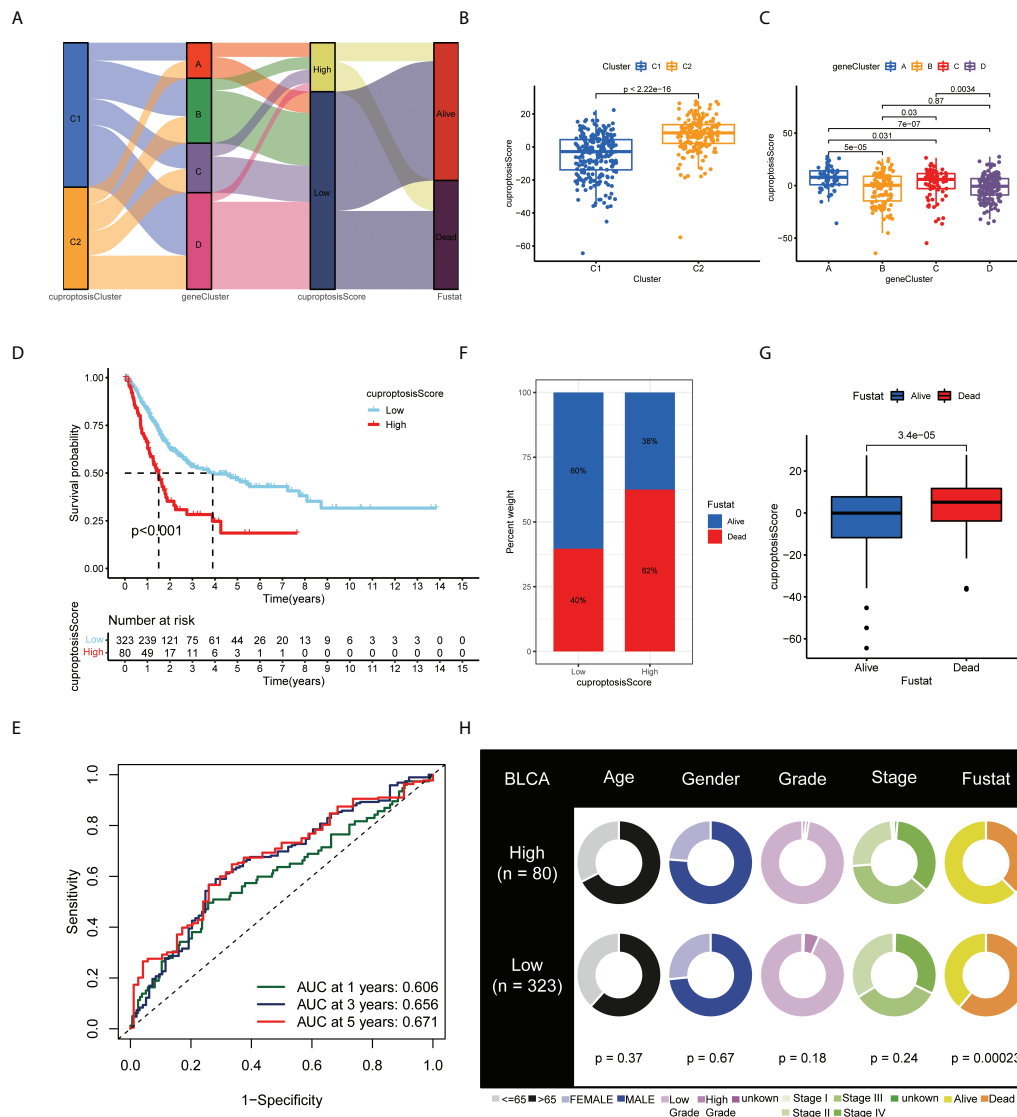 A
C1
C2
A
B
C
D
High
Low
Alive
Dead
cuproptosisCluster
geneCluster
cuproptosisScore
Fustat
B
Cluster C1 C2
p < 2.22e−16
20
0
−20
−40
−60
cuproptosisScore
C1
C2
Cluster
C
geneCluster A B C D
0.0034
0.87
0.03
7e−07
0.031
5e−05
50
0
−50
cuproptosisScore
A
B
C
D
geneCluster
D
cuproptosisScore
Low
High
1.00
0.75
0.50
0.25
0.00
Survival probability
p<0.001
0 1 2 3 4 5 6 7 8 9 10 11 12 13 14 15
Time(years)
Number at risk
cuproptosisScore
Low 323 239 121 75 61 44 26 20 13 9 6 3 3 3 0 0
High 80 49 17 11 6 3 1 1 0 0 0 0 0 0 0 0
0 1 2 3 4 5 6 7 8 9 10 11 12 13 14 15
Time(years)
F
100
75
50
25
0
Percent weight
60%
40%
38%
62%
Low
High
cuproptosisScore
Fustat
Alive
Dead
G
Fustat Alive Dead
3.4e−05
20
0
−20
−40
−60
cuproptosisScore
Alive
Dead
Fustat
E
1.0
0.8
0.6
0.4
0.2
0.0
Sensitivity
AUC at 1 years: 0.606
AUC at 3 years: 0.656
AUC at 5 years: 0.671
0.0 0.2 0.4 0.6 0.8 1.0
1−Specificity
H
BLCA Age Gender Grade Stage Fustat
High
(n = 80)
Low
(n = 323)
p = 0.37 p = 0.67 p = 0.18 p = 0.24 p = 0.00023
<=65 >65 FEMALE MALE Low Grade High Grade unkown Stage I Stage II Stage III Stage IV unkown Alive Dead